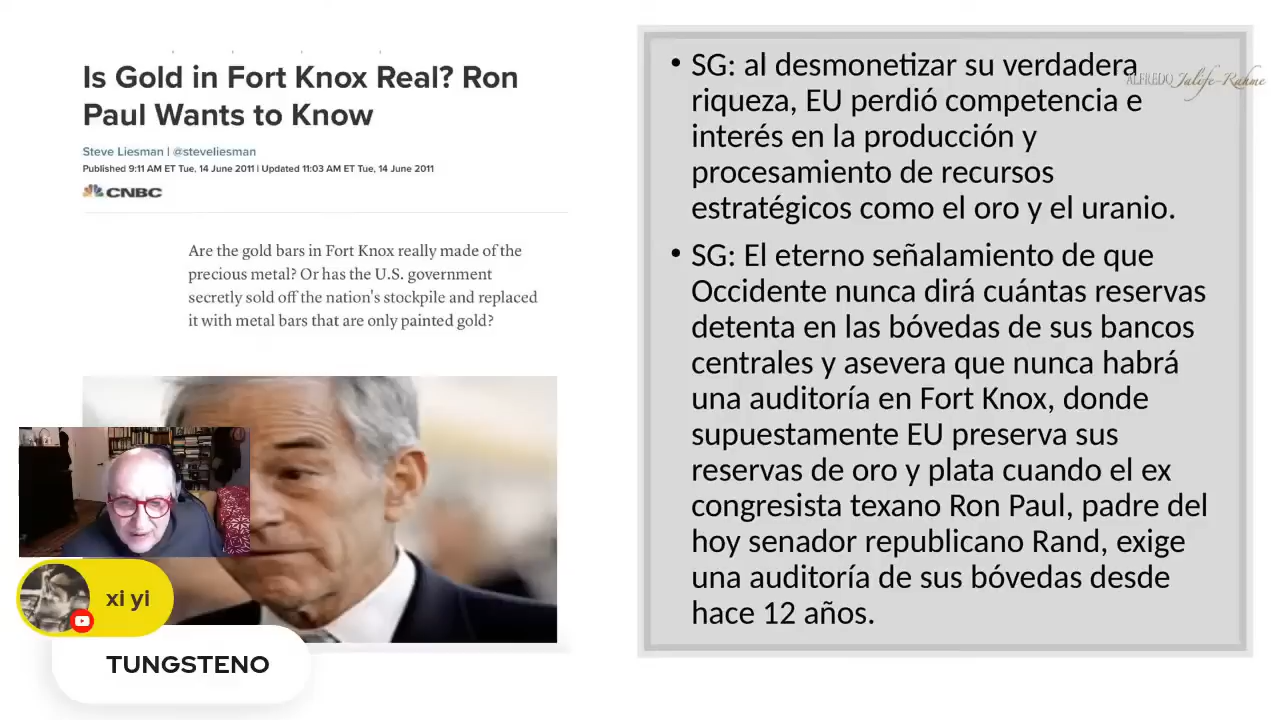 Is Gold in Fort Knox Real? Ron
Paul Wants to Know
Steve Liesman | @steveliesman
Published 9:11 AM ET Tue, 14 June 2011 | Updated 11:03 AM ET Tue, 14 June 2011
CNBC
Are the gold bars in Fort Knox really made of the
precious metal? Or has the U.S. government
secretly sold off the nation's stockpile and replaced
it with metal bars that are only painted gold?
xi yi
TUNGSTENO
• SG: al desmonetizar su verdadera
riqueza, EU perdió competencia e
interés en la producción y
procesamiento de recursos
estratégicos como el oro y el uranio.
• SG: El eterno señalamiento de que
Occidente nunca dirá cuántas reservas
detenta en las bóvedas de sus bancos
centrales y asevera que nunca habrá
una auditoría en Fort Knox, donde
supuestamente EU preserva sus
reservas de oro y plata cuando el ex
congresista texano Ron Paul, padre del
hoy senador republicano Rand, exige
una auditoría de sus bóvedas desde
hace 12 años.
ALFREDO Jalife-Rahme